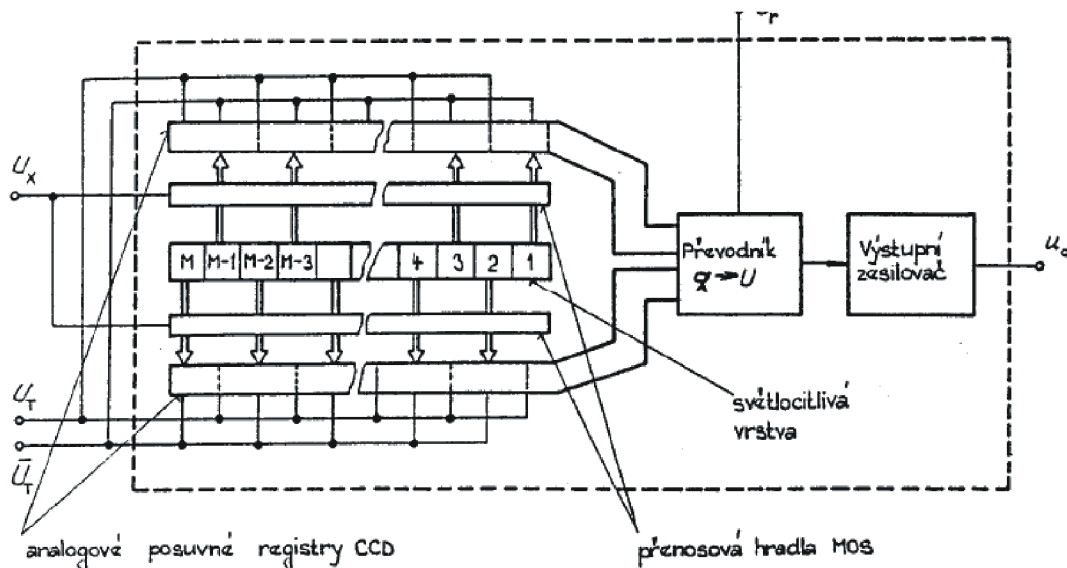 U_x
M M-1 M-2 M-3 4 3 2 1
Převodník
q → U
Výstupní
zesilovač
světlocitlivá
vrstva
U_T
Ū_T
analogové posuvné registry CCD
přenosová hradla MOS